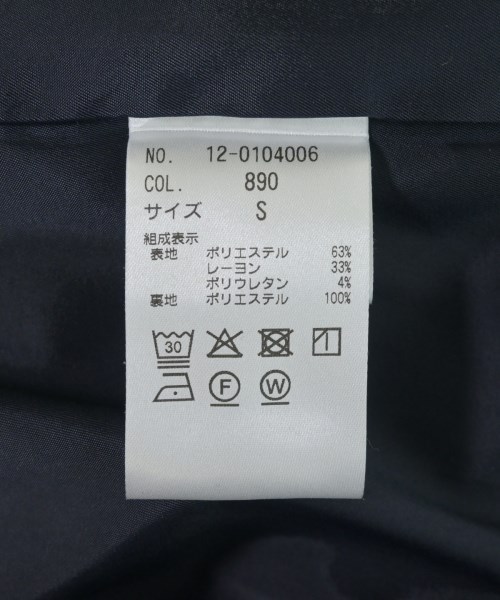 NO. 12-0104006
COL. 890
サイズ S
組成表示
表地 ポリエステル 63%
レーヨン 33%
ポリウレタン 4%
裏地 ポリエステル 100%
30
F W